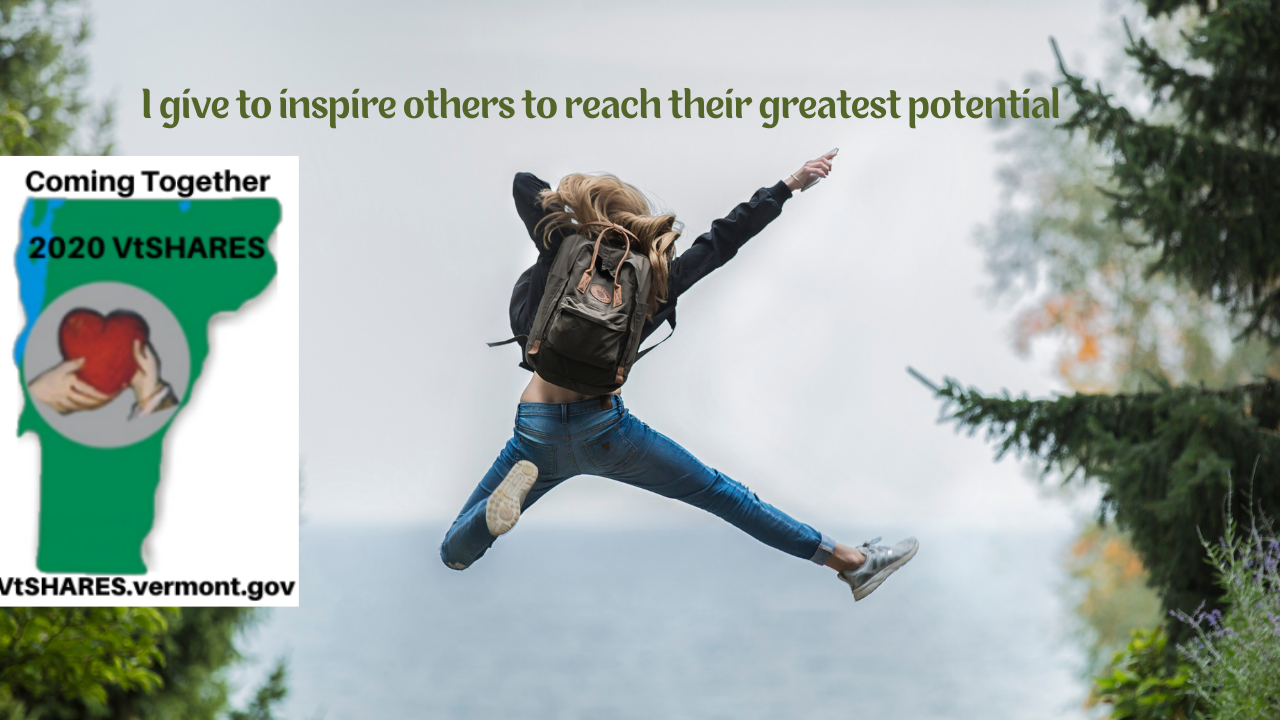 I give to inspire others to reach their greatest potential
Coming Together
2020 VtSHARES
VtSHARES.vermont.gov